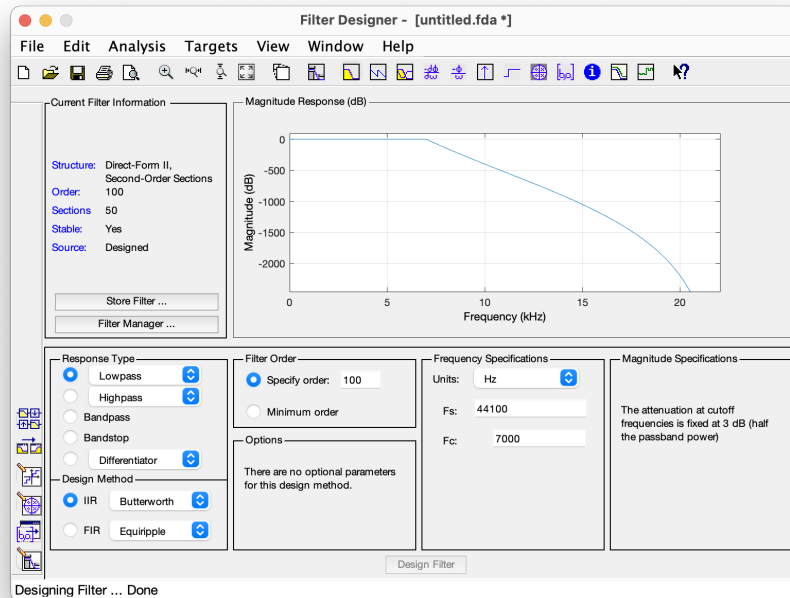 Filter Designer - [untitled.fda *]
File Edit Analysis Targets View Window Help
Current Filter Information
Structure: Direct-Form II,
Second-Order Sections
Order: 100
Sections 50
Stable: Yes
Source: Designed
Store Filter ...
Filter Manager ...
Magnitude Response (dB)
0
-500
-1000
-1500
-2000
Magnitude (dB)
0 5 10 15 20
Frequency (kHz)
Response Type
Lowpass
Highpass
Bandpass
Bandstop
Differentiator
Design Method
IIR Butterworth
FIR Equiripple
Filter Order
Specify order: 100
Minimum order
Options
There are no optional parameters
for this design method.
Frequency Specifications
Units: Hz
Fs: 44100
Fc: 7000
Magnitude Specifications
The attenuation at cutoff
frequencies is fixed at 3 dB (half
the passband power)
Design Filter
Designing Filter ... Done